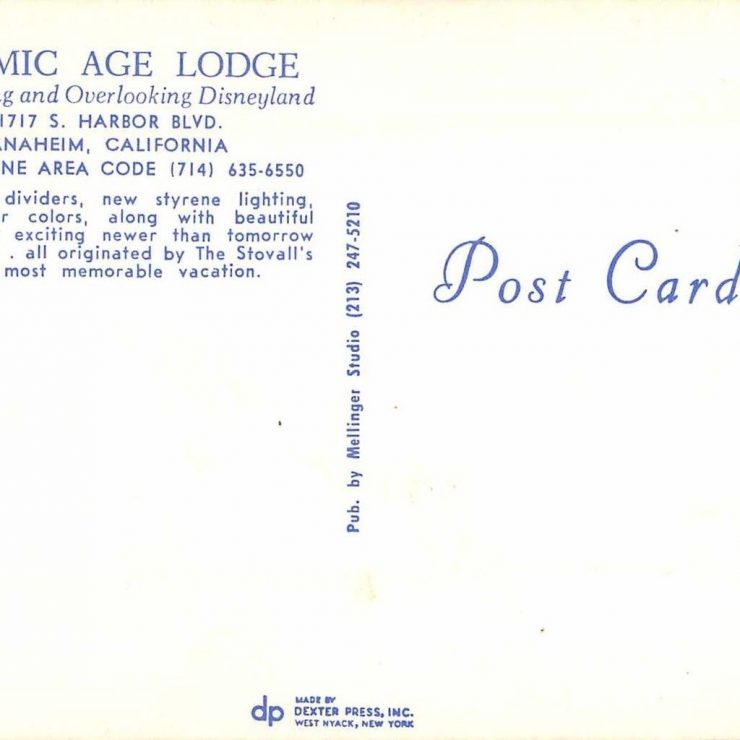 MIC AGE LODGE
g and Overlooking Disneyland
1717 S. HARBOR BLVD.
ANAHEIM, CALIFORNIA
NE AREA CODE (714) 635-6550
dividers, new styrene lighting,
r colors, along with beautiful
exciting newer than tomorrow
. all originated by The Stovall's
most memorable vacation.
Pub. by Mellinger Studio (213) 247-5210
Post Card
dp
MADE BY
DEXTER PRESS, INC.
WEST NYACK, NEW YORK